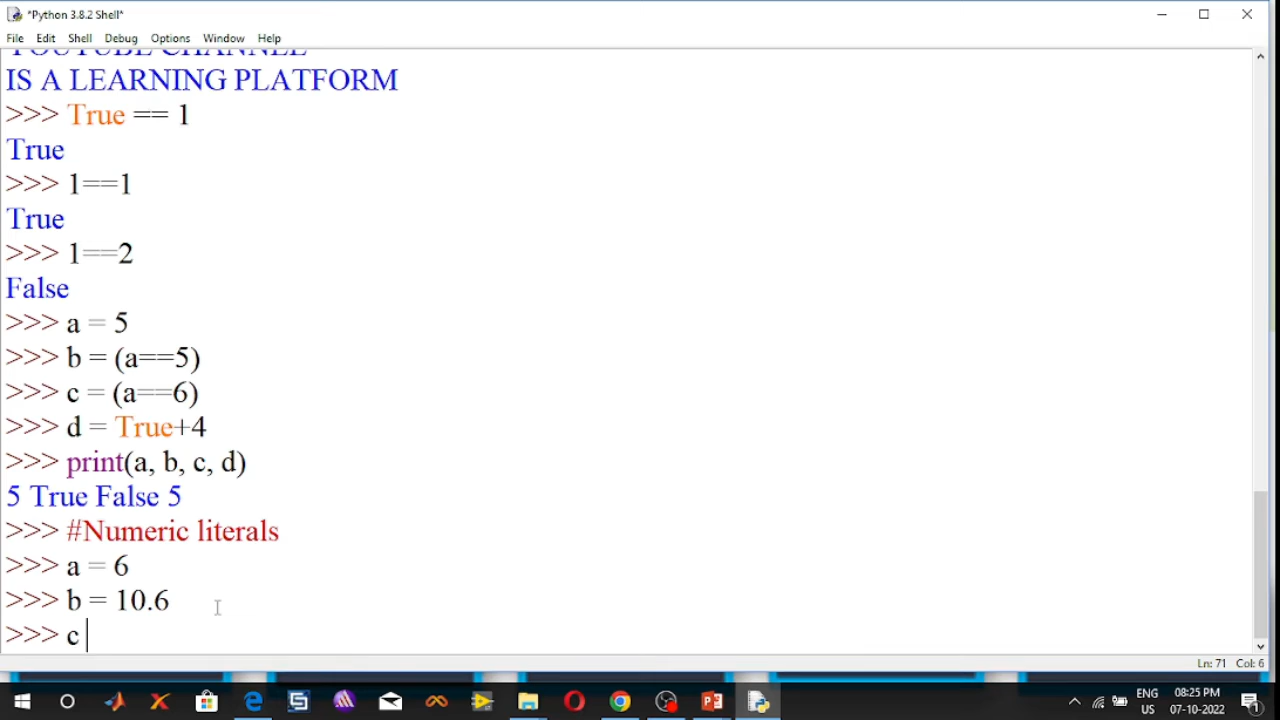 *Python 3.8.2 Shell*
File Edit Shell Debug Options Window Help
YOUTUBE CHANNEL
IS A LEARNING PLATFORM
>>> True == 1
True
>>> 1==1
True
>>> 1==2
False
>>> a = 5
>>> b = (a==5)
>>> c = (a==6)
>>> d = True+4
>>> print(a, b, c, d)
5 True False 5
>>> #Numeric literals
>>> a = 6
>>> b = 10.6
>>> c
Ln: 71 Col: 6
ENG 08:25 PM
US 07-10-2022